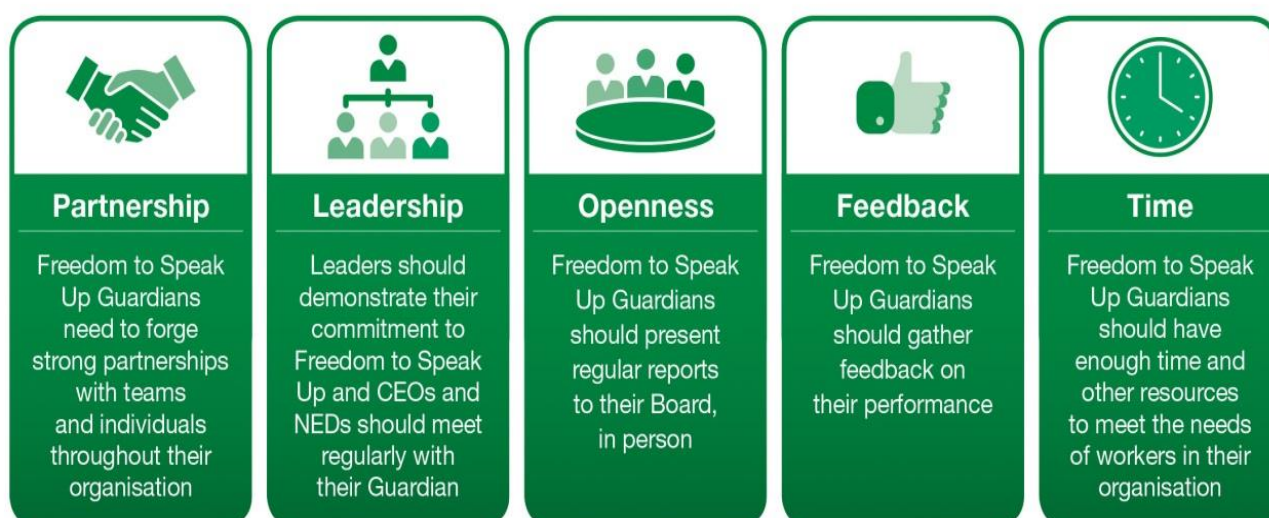 Partnership
Freedom to Speak
Up Guardians
need to forge
strong partnerships
with teams
and individuals
throughout their
organisation
Leadership
Leaders should
demonstrate their
commitment to
Freedom to Speak
Up and CEOs and
NEDs should meet
regularly with
their Guardian
Openness
Freedom to Speak
Up Guardians
should present
regular reports
to their Board,
in person
Feedback
Freedom to Speak
Up Guardians
should gather
feedback on
their performance
Time
Freedom to Speak
Up Guardians
should have
enough time and
other resources
to meet the needs
of workers in their
organisation